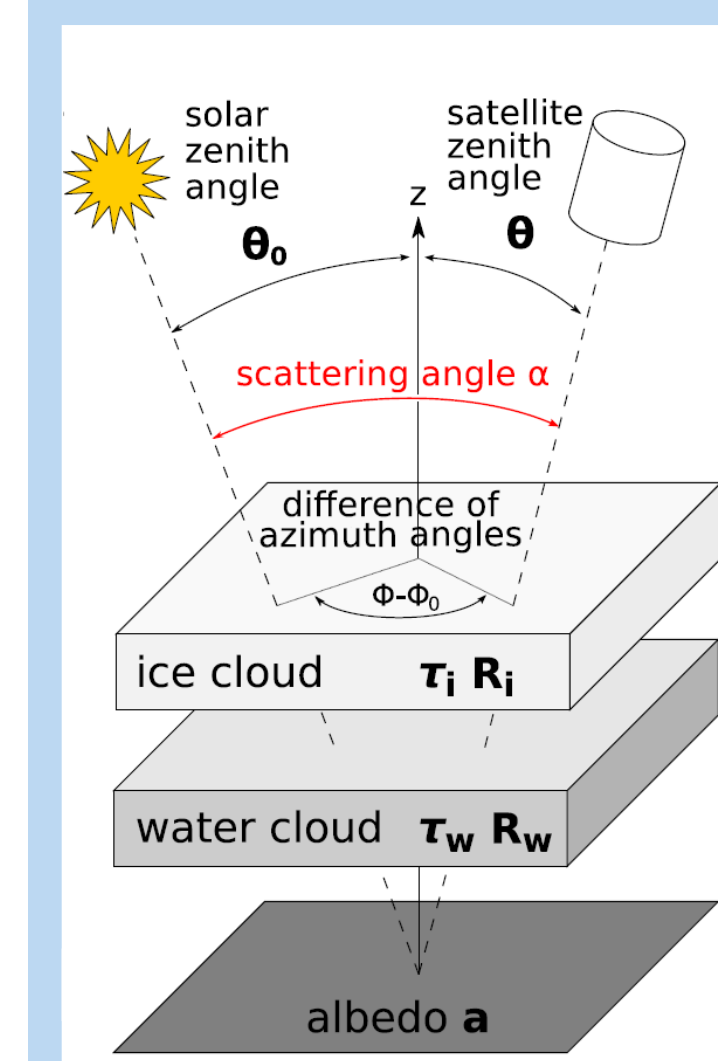 solar
zenith
angle
satellite
zenith
angle
z
θ₀
θ
scattering angle α
difference of
azimuth angles
Φ-Φ₀
ice cloud τᵢ Rᵢ
water cloud τw Rw
albedo a